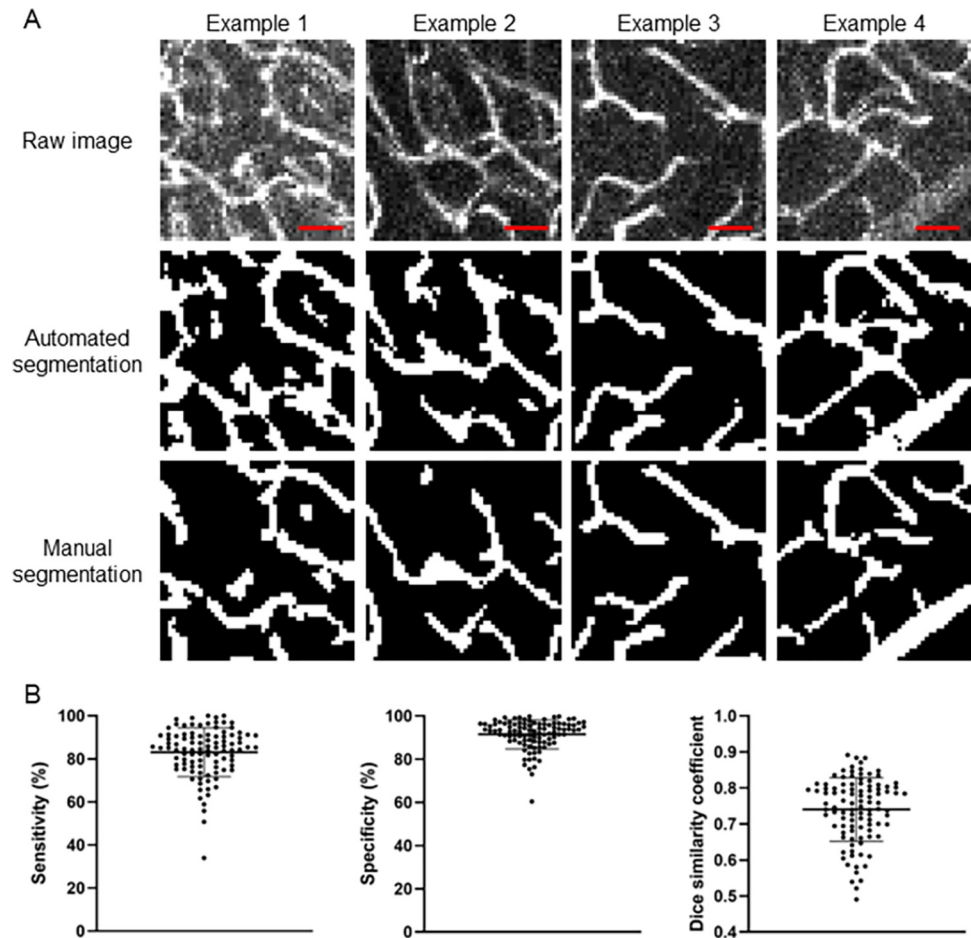 A
Example 1 Example 2 Example 3 Example 4
Raw image
Automated
segmentation
Manual
segmentation
B
Sensitivity (%)
100
80
60
40
20
0
Specificity (%)
100
80
60
40
20
0
Dice similarity coefficient
1.0
0.9
0.8
0.7
0.6
0.5
0.4